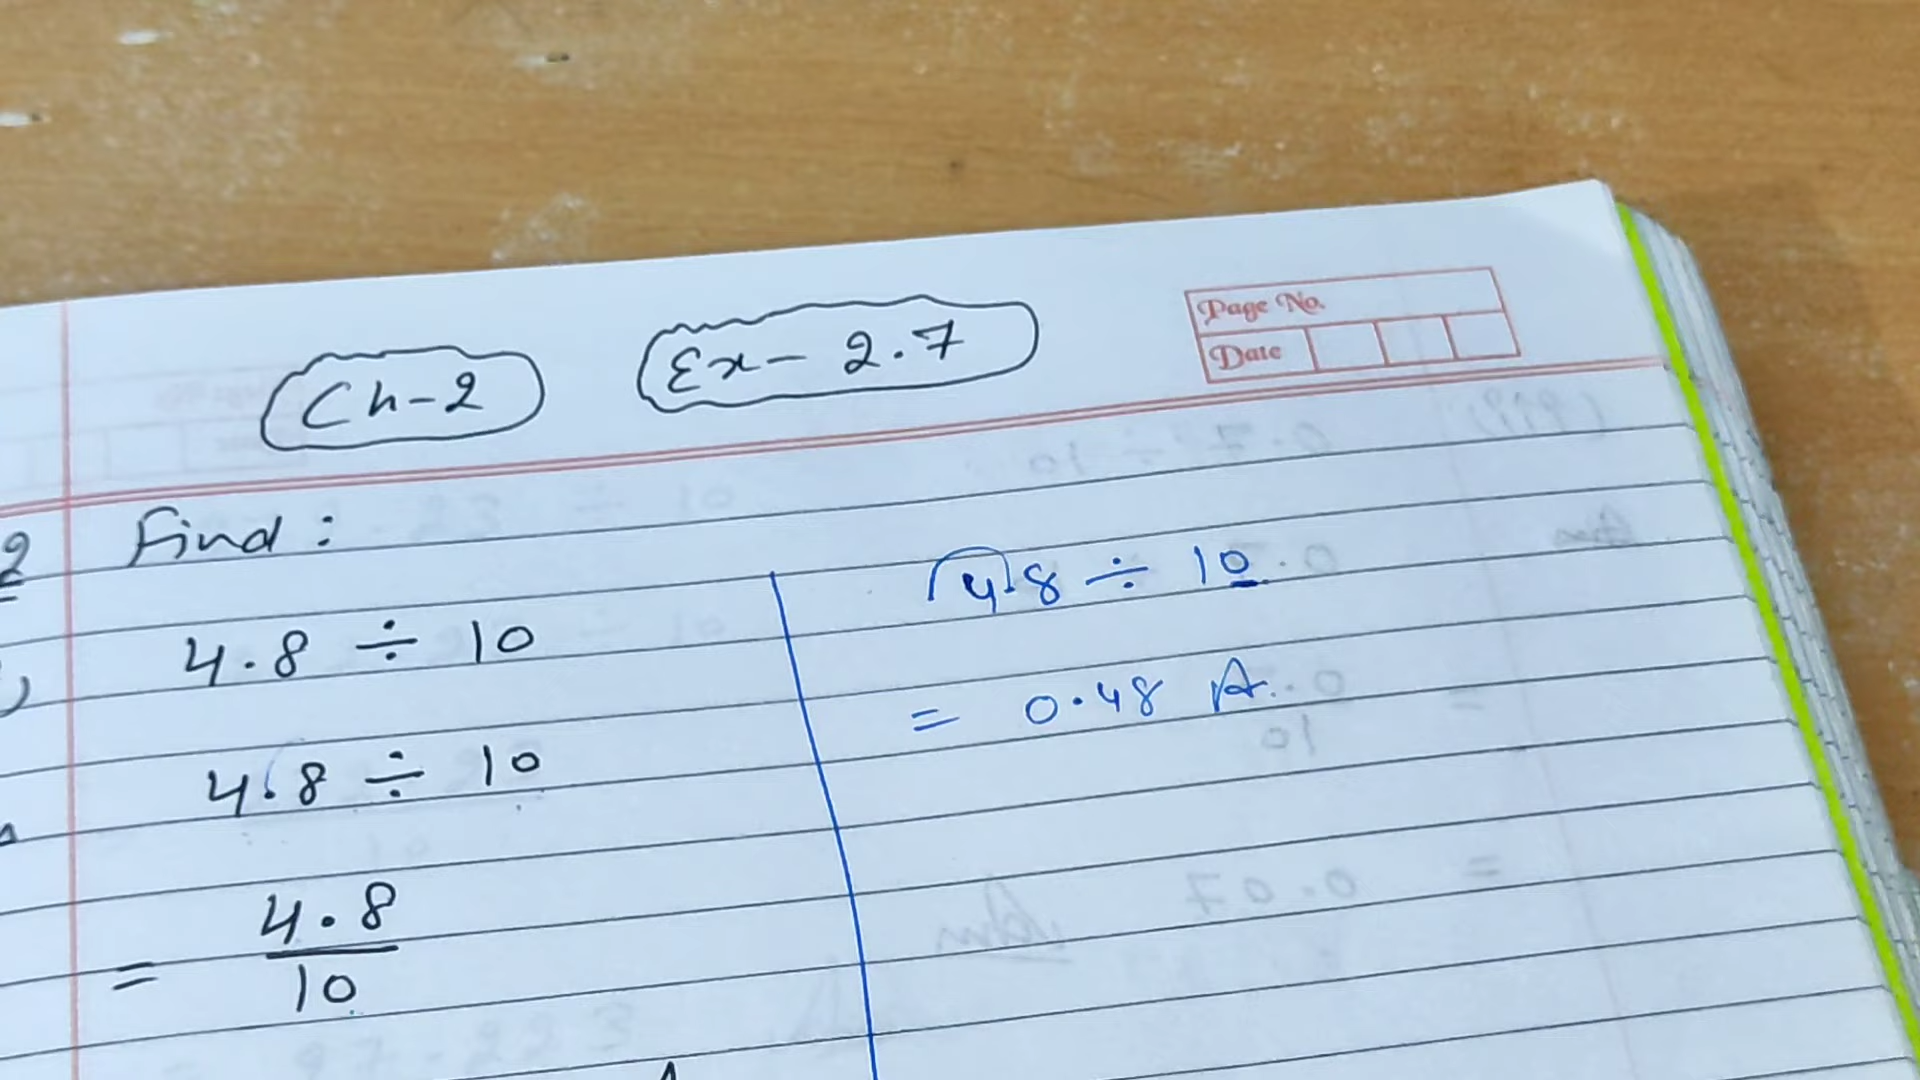 Ch-2 Ex- 2.7
Page No.
Date
2 Find :
4.8 ÷ 10
4.8 ÷ 10
= 4.8
10
4.8 ÷ 10
= 0.48 A.